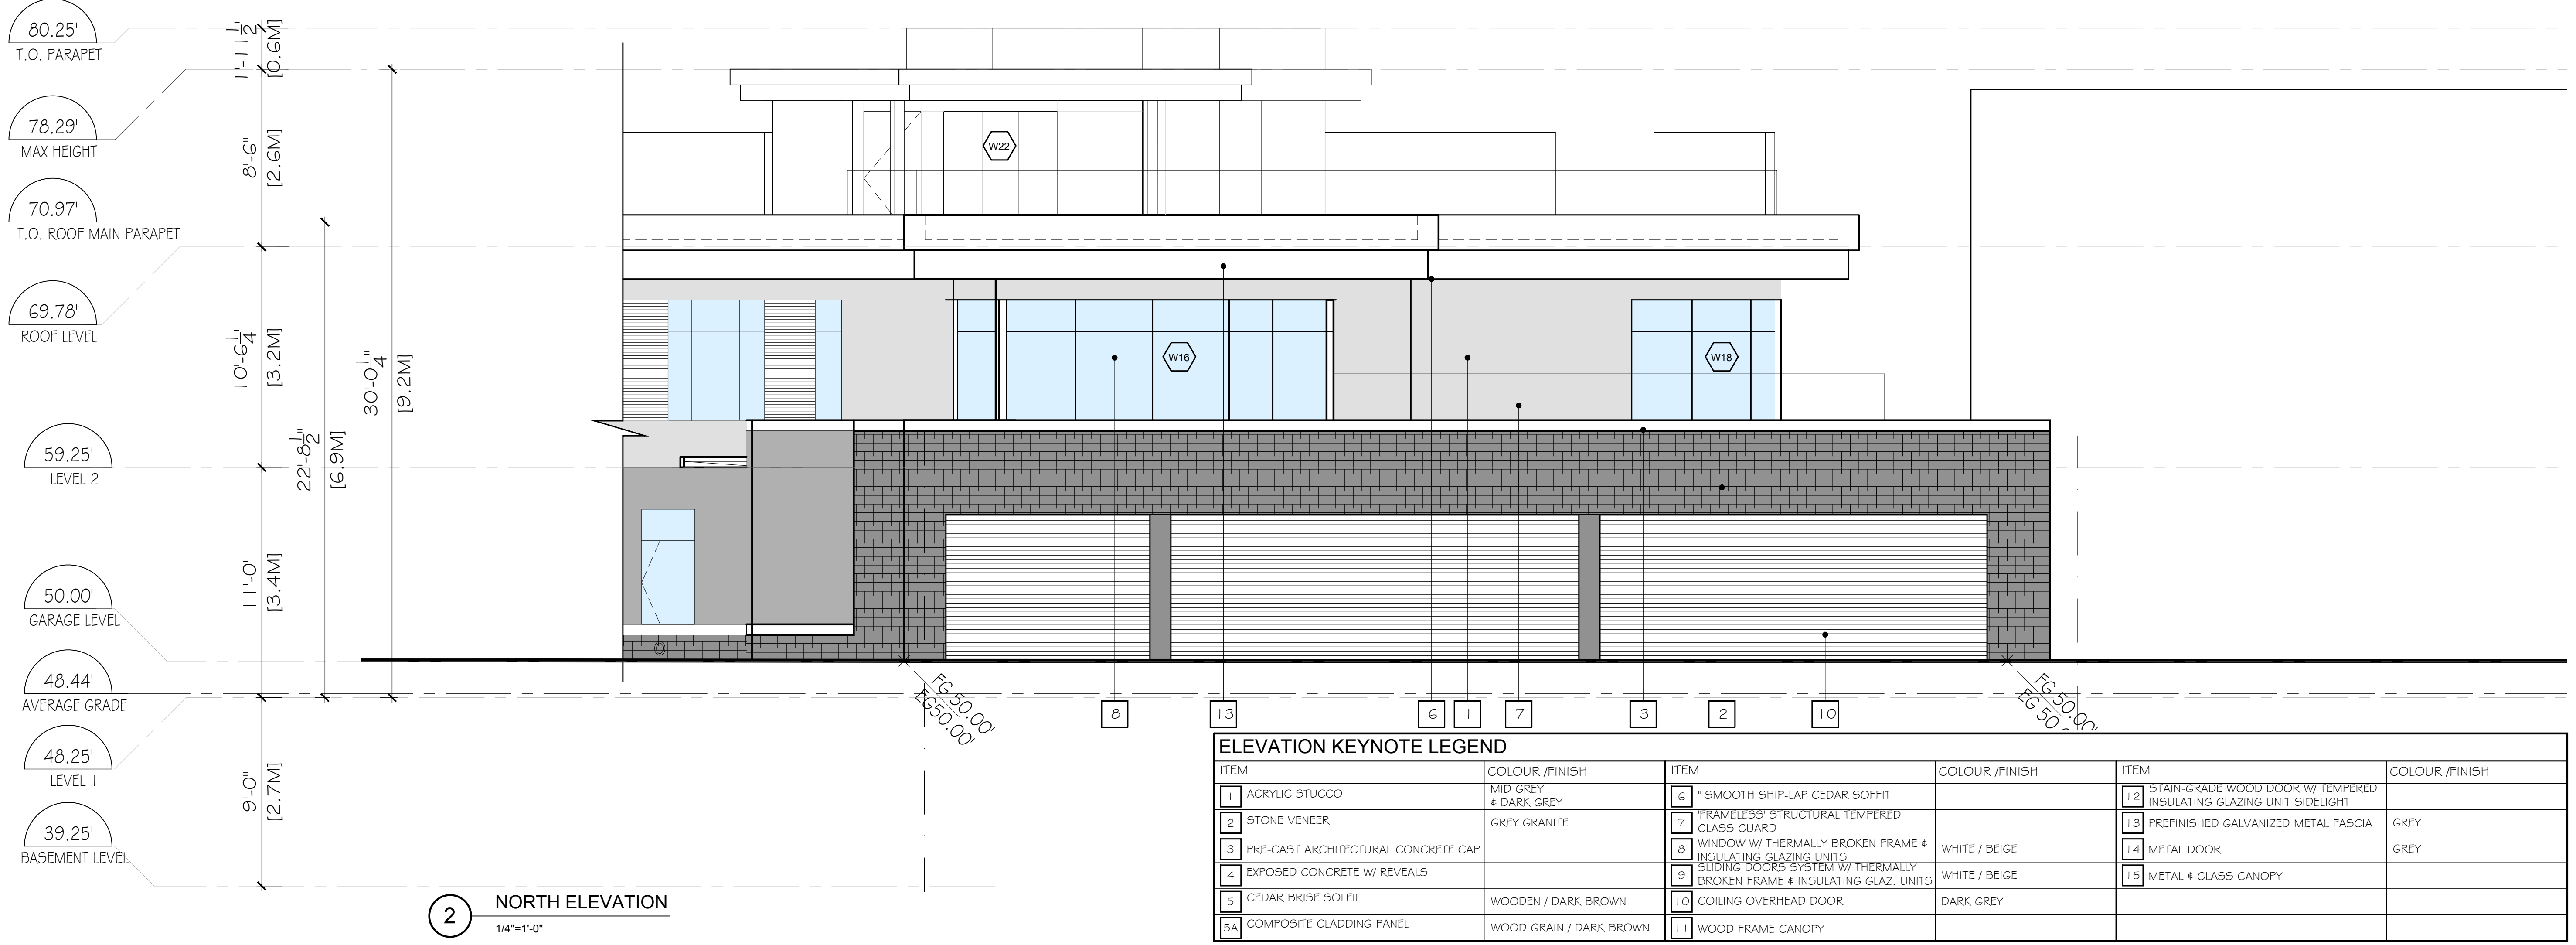 80.25'
T.O. PARAPET
78.29'
MAX HEIGHT
70.97'
T.O. ROOF MAIN PARAPET
69.78'
ROOF LEVEL
59.25'
LEVEL 2
50.00'
GARAGE LEVEL
48.44'
AVERAGE GRADE
48.25'
LEVEL 1
39.25'
BASEMENT LEVEL
1'-11 1/2"
[0.6M]
8'-6"
[2.6M]
10'-6 1/4"
[3.2M]
11'-0"
[3.4M]
9'-0"
[2.7M]
22'-8 1/2"
[6.9M]
30'-0 1/4"
[9.2M]
W22
W16
W18
FG 50.00'
EG50.00'
FG 50.00'
EG 50
8
13
6
1
7
3
2
10
ELEVATION KEYNOTE LEGEND
ITEM COLOUR /FINISH ITEM COLOUR /FINISH ITEM COLOUR /FINISH
1 ACRYLIC STUCCO MID GREY
& DARK GREY
2 STONE VENEER GREY GRANITE
3 PRE-CAST ARCHITECTURAL CONCRETE CAP
4 EXPOSED CONCRETE W/ REVEALS
5 CEDAR BRISE SOLEIL WOODEN / DARK BROWN
5A COMPOSITE CLADDING PANEL WOOD GRAIN / DARK BROWN
6 " SMOOTH SHIP-LAP CEDAR SOFFIT
7 'FRAMELESS' STRUCTURAL TEMPERED
GLASS GUARD
8 WINDOW W/ THERMALLY BROKEN FRAME &
INSULATING GLAZING UNITS WHITE / BEIGE
9 SLIDING DOORS SYSTEM W/ THERMALLY
BROKEN FRAME & INSULATING GLAZ. UNITS WHITE / BEIGE
10 COILING OVERHEAD DOOR DARK GREY
11 WOOD FRAME CANOPY
12 STAIN-GRADE WOOD DOOR W/ TEMPERED
INSULATING GLAZING UNIT SIDELIGHT
13 PREFINISHED GALVANIZED METAL FASCIA GREY
14 METAL DOOR GREY
15 METAL & GLASS CANOPY
2
NORTH ELEVATION
1/4"=1'-0"